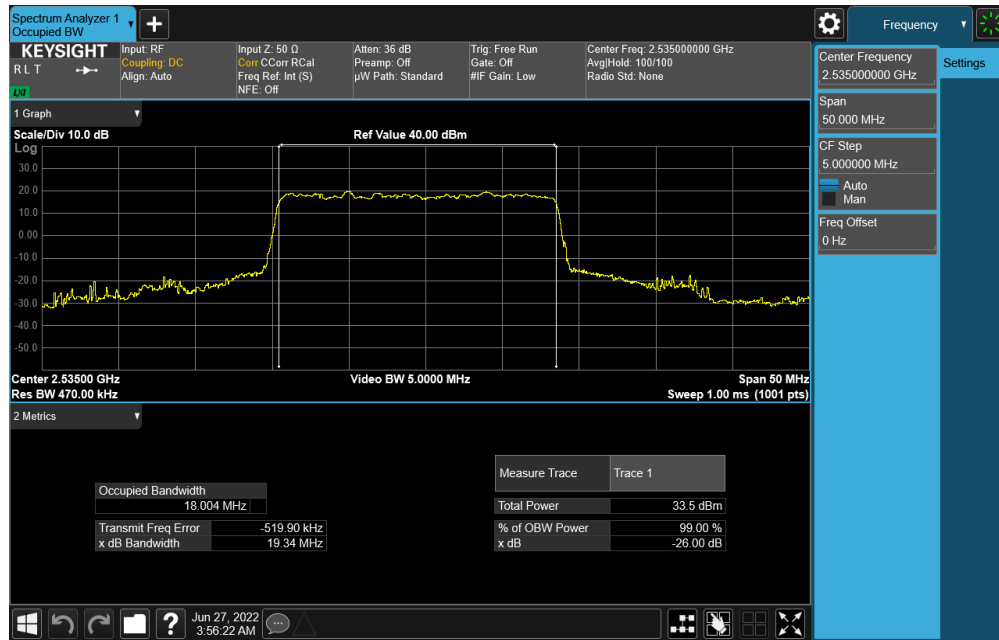 Spectrum Analyzer 1
Occupied BW
+
Frequency
KEYSIGHT
R L T
LXI
Input: RF
Coupling: DC
Align: Auto
Input Z: 50 Ω
Corr CCorr RCal
Freq Ref: Int (S)
NFE: Off
Atten: 36 dB
Preamp: Off
µW Path: Standard
Trig: Free Run
Gate: Off
#IF Gain: Low
Center Freq: 2.535000000 GHz
Avg|Hold: 100/100
Radio Std: None
Center Frequency
2.535000000 GHz
Settings
Span
50.000 MHz
CF Step
5.000000 MHz
Auto
Man
Freq Offset
0 Hz
1 Graph
Scale/Div 10.0 dB
Ref Value 40.00 dBm
Log
30.0
20.0
10.0
0.00
-10.0
-20.0
-30.0
-40.0
-50.0
Center 2.53500 GHz
Video BW 5.0000 MHz
Span 50 MHz
Res BW 470.00 kHz
Sweep 1.00 ms (1001 pts)
2 Metrics
Measure Trace Trace 1
Occupied Bandwidth
18.004 MHz
Total Power 33.5 dBm
Transmit Freq Error -519.90 kHz
% of OBW Power 99.00 %
x dB Bandwidth 19.34 MHz
x dB -26.00 dB
?
Jun 27, 2022
3:56:22 AM